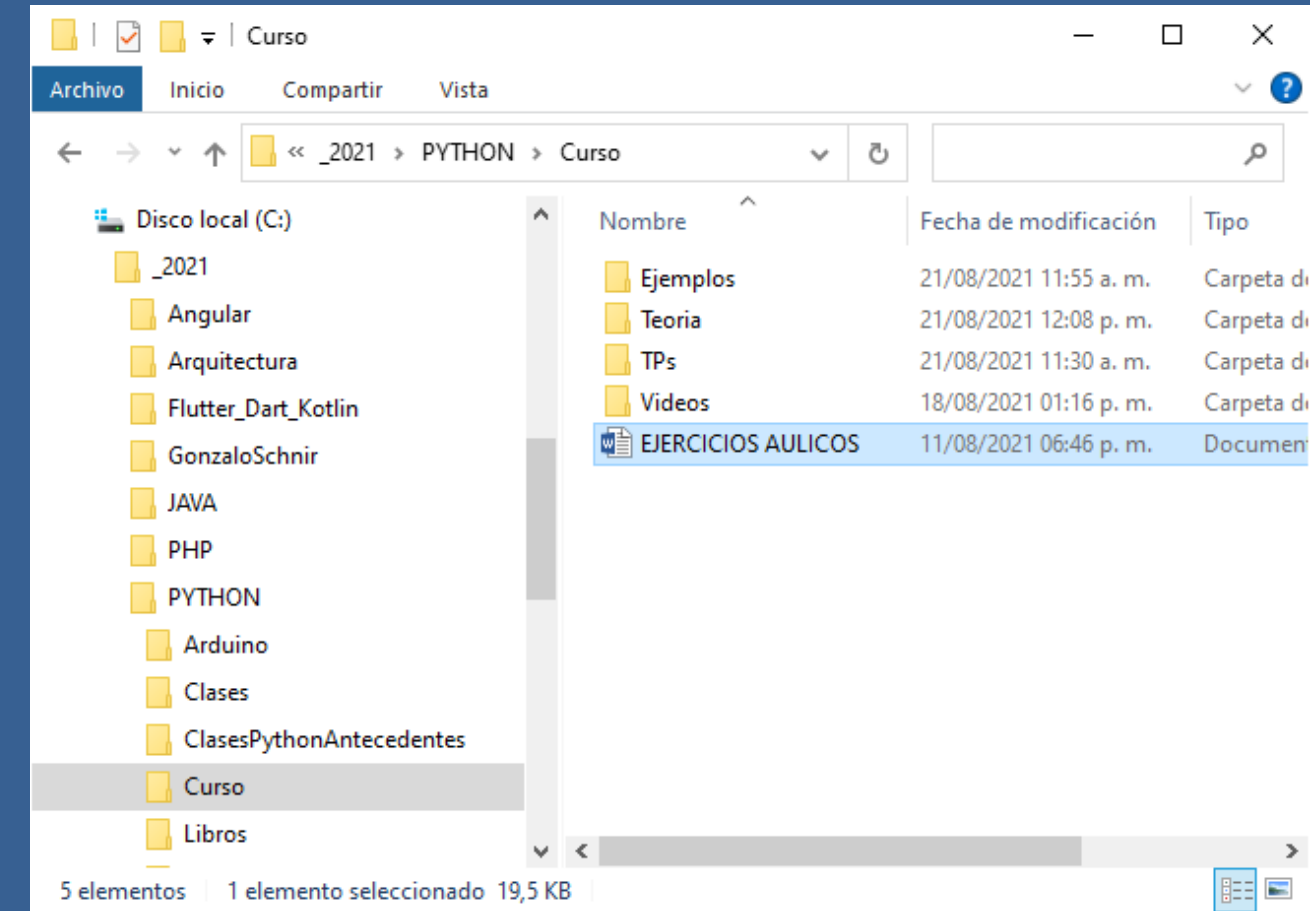 Curso
Archivo Inicio Compartir Vista
?
« _2021 > PYTHON > Curso
Disco local (C:)
_2021
Angular
Arquitectura
Flutter_Dart_Kotlin
GonzaloSchnir
JAVA
PHP
PYTHON
Arduino
Clases
ClasesPythonAntecedentes
Curso
Libros
Nombre Fecha de modificación Tipo
Ejemplos 21/08/2021 11:55 a. m. Carpeta de
Teoria 21/08/2021 12:08 p. m. Carpeta de
TPs 21/08/2021 11:30 a. m. Carpeta de
Videos 18/08/2021 01:16 p. m. Carpeta de
EJERCICIOS AULICOS 11/08/2021 06:46 p. m. Documen
5 elementos 1 elemento seleccionado 19,5 KB